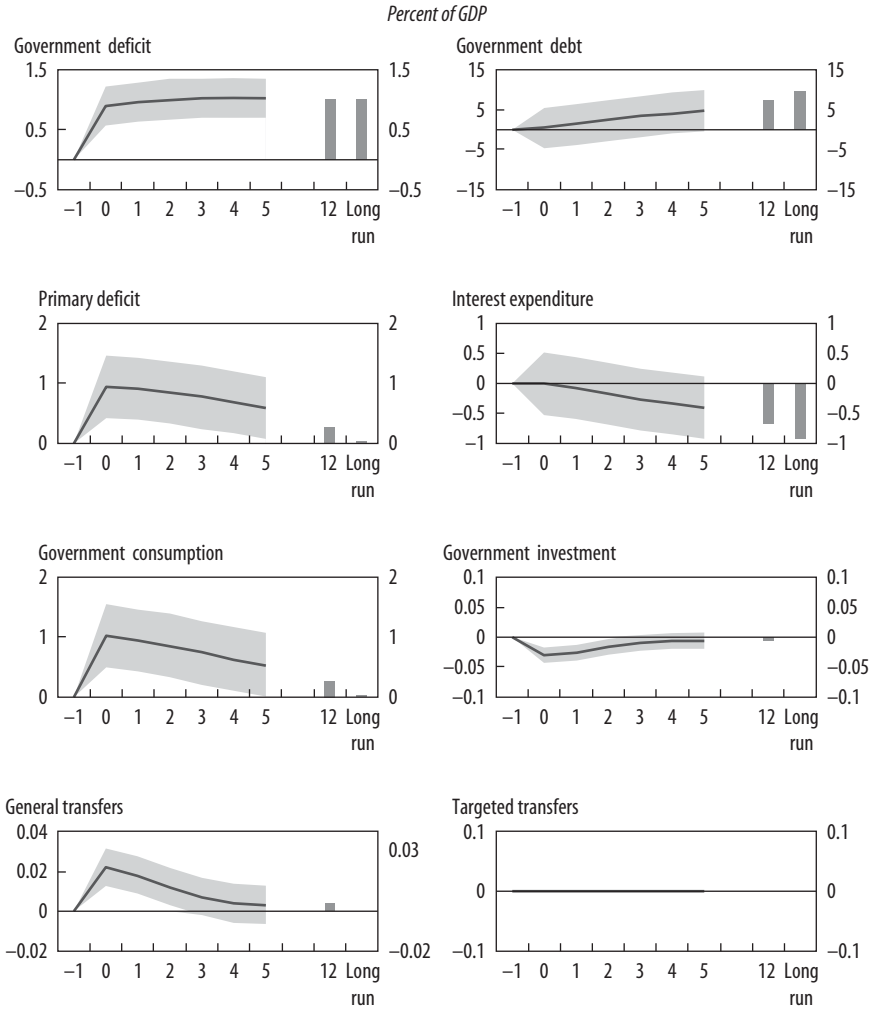 Percent of GDP
Government deficit
1.5 1.5
0.5 0.5
–0.5 –0.5
–1 0 1 2 3 4 5 12 Long
run
Government debt
15 15
5 5
–5 –5
–15 –15
–1 0 1 2 3 4 5 12 Long
run
Primary deficit
2 2
1 1
0 0
–1 0 1 2 3 4 5 12 Long
run
Interest expenditure
1 1
0.5 0.5
0 0
–0.5 –0.5
–1 –1
–1 0 1 2 3 4 5 12 Long
run
Government consumption
2 2
1 1
0 0
–1 0 1 2 3 4 5 12 Long
run
Government investment
0.1 0.1
0.05 0.05
0 0
–0.05 –0.05
–0.1 –0.1
–1 0 1 2 3 4 5 12 Long
run
General transfers
0.04
0.03
0.02
0
–0.02 –0.02
–1 0 1 2 3 4 5 12 Long
run
Targeted transfers
0.1 0.1
0 0
–0.1 –0.1
–1 0 1 2 3 4 5 12 Long
run